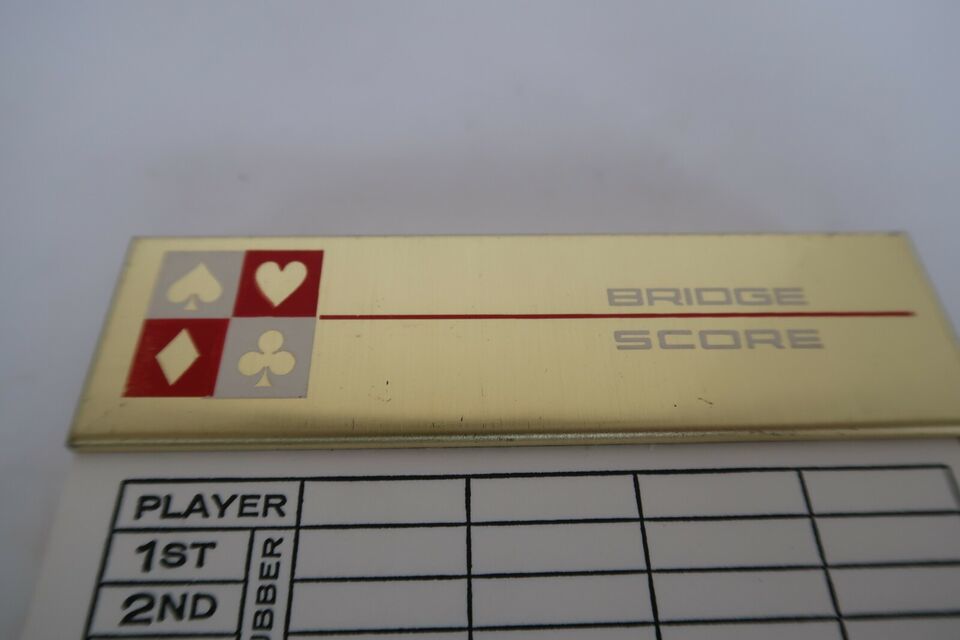 BRIDGE
SCORE
PLAYER
1ST
2ND